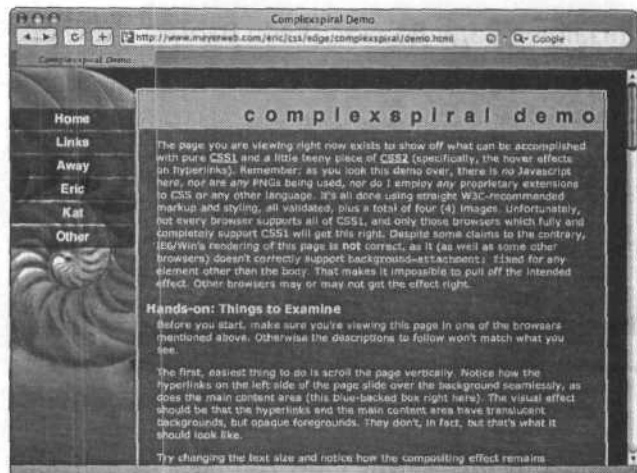 Complexspiral Demo
http://www.meyerweb.com/eric/css/edge/complexspiral/demo.html
Google
Complexspiral Demo
Home
Links
Away
Eric
Kat
Other
complexspiral demo
The page you are viewing right now exists to show off what can be accomplished
with pure CSS1 and a little teeny piece of CSS2 (specifically, the hover effects
on hyperlinks). Remember: as you look this demo over, there is no Javascript
here, nor are any PNGs being used, nor do I employ any proprietary extensions
to CSS or any other language. It's all done using straight W3C-recommended
markup and styling, all validated, plus a total of four (4) images. Unfortunately,
not every browser supports all of CSS1, and only those browsers which fully and
completely support CSS1 will get this right. Despite some claims to the contrary,
IE6/Win's rendering of this page is not correct, as it (as well as some other
browsers) doesn't correctly support background-attachment: fixed for any
element other than the body. That makes it impossible to pull off the intended
effect. Other browsers may or may not get the effect right.
Hands-on: Things to Examine
Before you start, make sure you're viewing this page in one of the browsers
mentioned above. Otherwise the descriptions to follow won't match what you
see.
The first, easiest thing to do is scroll the page vertically. Notice how the
hyperlinks on the left side of the page slide over the background seamlessly, as
does the main content area (this blue-backed box right here). The visual effect
should be that the hyperlinks and the main content area have translucent
backgrounds, but opaque foregrounds. They don't, in fact, but that's what it
should look like.
Try changing the text size and notice how the compositing effect remains